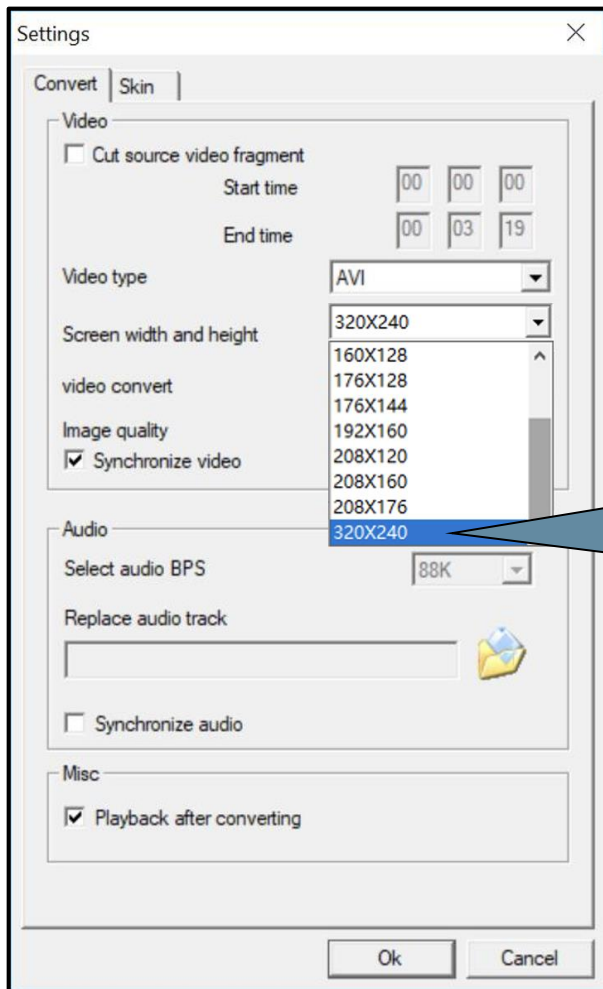 Settings
Convert Skin
Video
Cut source video fragment
Start time 00 00 00
End time 00 03 19
Video type AVI
Screen width and height 320X240
160X128
176X128
video convert
176X144
192X160
Image quality
208X120
Synchronize video
208X160
208X176
320X240
Audio
Select audio BPS 88K
Replace audio track
Synchronize audio
Misc
Playback after converting
Ok Cancel